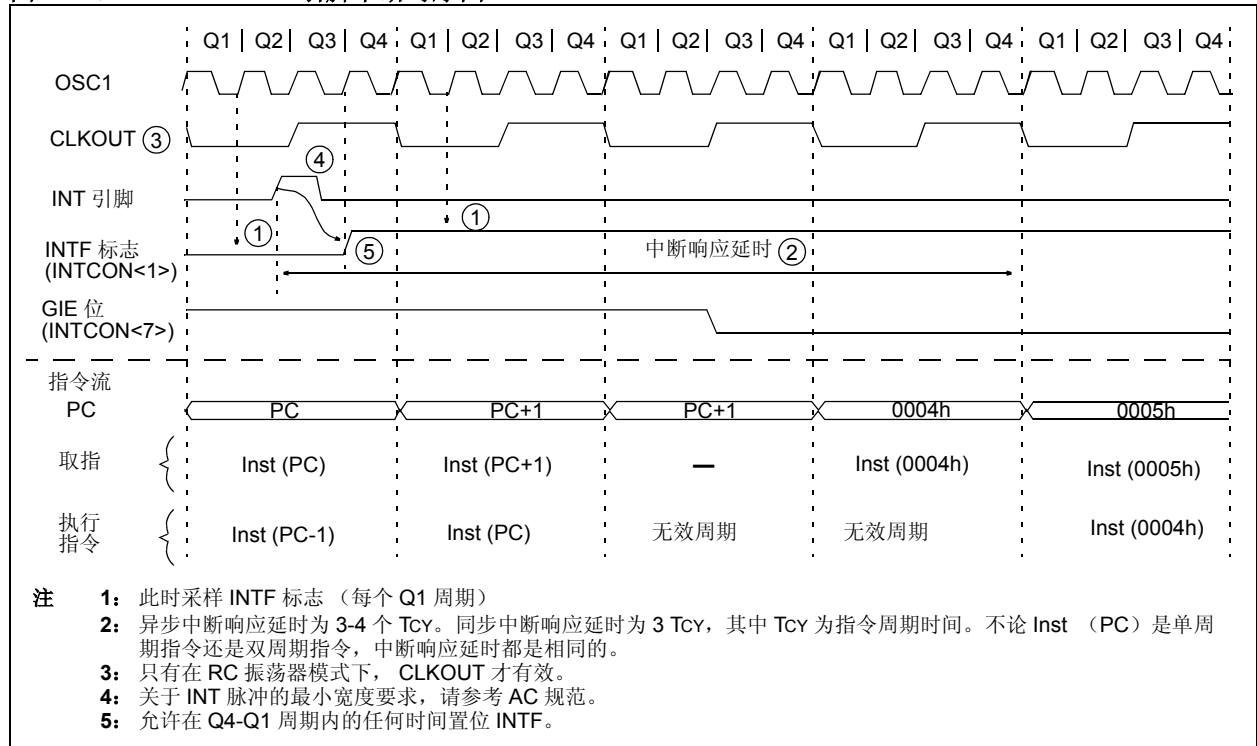 Q1 | Q2 | Q3 | Q4 Q1 | Q2 | Q3 | Q4 Q1 | Q2 | Q3 | Q4 Q1 | Q2 | Q3 | Q4 Q1 | Q2 | Q3 | Q4
OSC1
CLKOUT ③
④
INT 引脚
① ①
INTF 标志
(INTCON<1>)
⑤
中断响应延时 ②
GIE 位
(INTCON<7>)
指令流
PC PC PC+1 PC+1 0004h 0005h
取指 Inst (PC) Inst (PC+1) — Inst (0004h) Inst (0005h)
执行
指令
Inst (PC-1) Inst (PC) 无效周期 无效周期 Inst (0004h)
注 1: 此时采样 INTF 标志 （每个 Q1 周期）
2: 异步中断响应延时为 3-4 个 TCY。同步中断响应延时为 3 TCY，其中 TCY 为指令周期时间。不论 Inst （PC）是单周
期指令还是双周期指令，中断响应延时都是相同的。
3: 只有在 RC 振荡器模式下， CLKOUT 才有效。
4: 关于 INT 脉冲的最小宽度要求，请参考 AC 规范。
5: 允许在 Q4-Q1 周期内的任何时间置位 INTF。